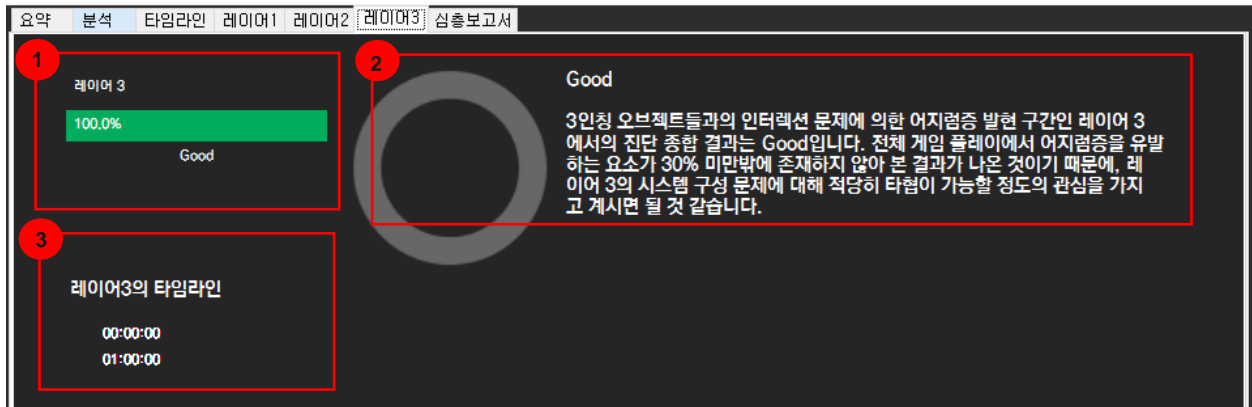 요약 분석 타임라인 레이어1 레이어2 레이어3 심층보고서
1
레이어 3
100.0%
Good
2
Good
3인칭 오브젝트들과의 인터렉션 문제에 의한 어지럼증 발현 구간인 레이어 3
에서의 진단 종합 결과는 Good입니다. 전체 게임 플레이에서 어지럼증을 유발
하는 요소가 30% 미만밖에 존재하지 않아 본 결과가 나온 것이기 때문에, 레
이어 3의 시스템 구성 문제에 대해 적당히 타협이 가능할 정도의 관심을 가지
고 계시면 될 것 같습니다.
3
레이어3의 타임라인
00:00:00
01:00:00